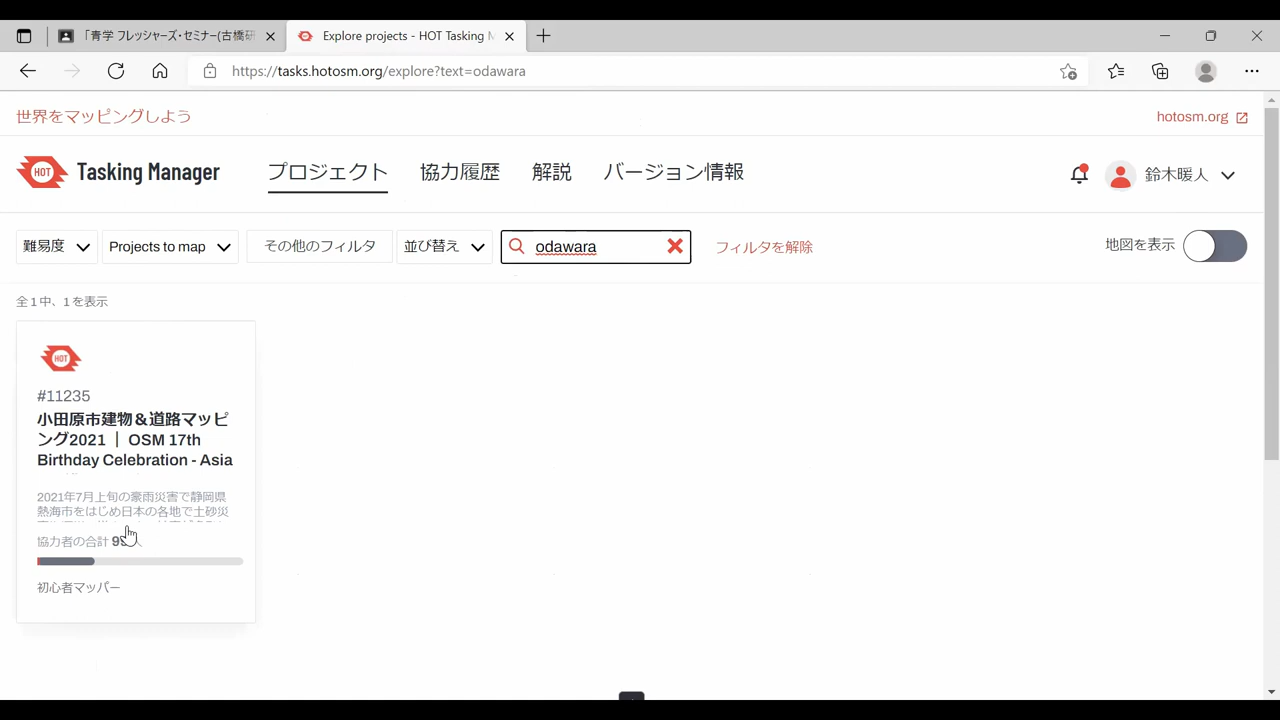 「青学 フレッシャーズ・セミナー(古橋研
Explore projects - HOT Tasking M
https://tasks.hotosm.org/explore?text=odawara
世界をマッピングしよう
hotosm.org
HOT Tasking Manager
プロジェクト
協力履歴
解説
バージョン情報
鈴木暖人
難易度
Projects to map
その他のフィルタ
並び替え
odawara
フィルタを解除
地図を表示
全1中、1を表示
HOT
#11235
小田原市建物&道路マッピ
ング2021 | OSM 17th
Birthday Celebration - Asia
2021年7月上旬の豪雨災害で静岡県
熱海市をはじめ日本の各地で土砂災
協力者の合計
初心者マッパー